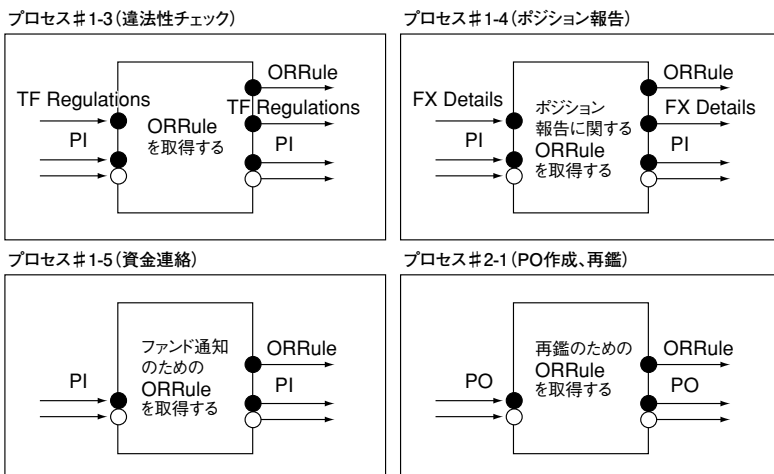 プロセス＃1-3（違法性チェック）
TF Regulations
PI
ORRule
を取得する
ORRule
TF Regulations
PI
プロセス＃1-4（ポジション報告）
FX Details
PI
ポジション
報告に関する
ORRule
を取得する
ORRule
FX Details
PI
プロセス＃1-5（資金連絡）
PI
ファンド通知
のための
ORRule
を取得する
ORRule
PI
プロセス＃2-1（PO作成、再鑑）
PO
再鑑のための
ORRule
を取得する
ORRule
PO